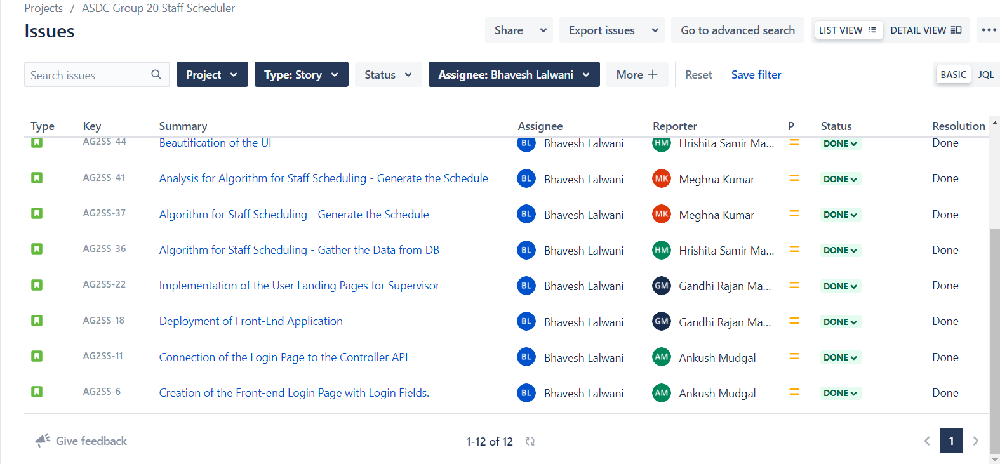 Projects / ASDC Group 20 Staff Scheduler
Issues
Share Export issues Go to advanced search LIST VIEW DETAIL VIEW
Search issues Project Type: Story Status Assignee: Bhavesh Lalwani More + Reset Save filter BASIC JQL
Type Key Summary Assignee Reporter P Status Resolution
AG2SS-44 Beautification of the UI BL Bhavesh Lalwani HM Hrishita Samir Ma... DONE Done
AG2SS-41 Analysis for Algorithm for Staff Scheduling - Generate the Schedule BL Bhavesh Lalwani MK Meghna Kumar DONE Done
AG2SS-37 Algorithm for Staff Scheduling - Generate the Schedule BL Bhavesh Lalwani MK Meghna Kumar DONE Done
AG2SS-36 Algorithm for Staff Scheduling - Gather the Data from DB BL Bhavesh Lalwani HM Hrishita Samir Ma... DONE Done
AG2SS-22 Implementation of the User Landing Pages for Supervisor BL Bhavesh Lalwani GM Gandhi Rajan Ma... DONE Done
AG2SS-18 Deployment of Front-End Application BL Bhavesh Lalwani GM Gandhi Rajan Ma... DONE Done
AG2SS-11 Connection of the Login Page to the Controller API BL Bhavesh Lalwani AM Ankush Mudgal DONE Done
AG2SS-6 Creation of the Front-end Login Page with Login Fields. BL Bhavesh Lalwani AM Ankush Mudgal DONE Done
Give feedback 1-12 of 12 1